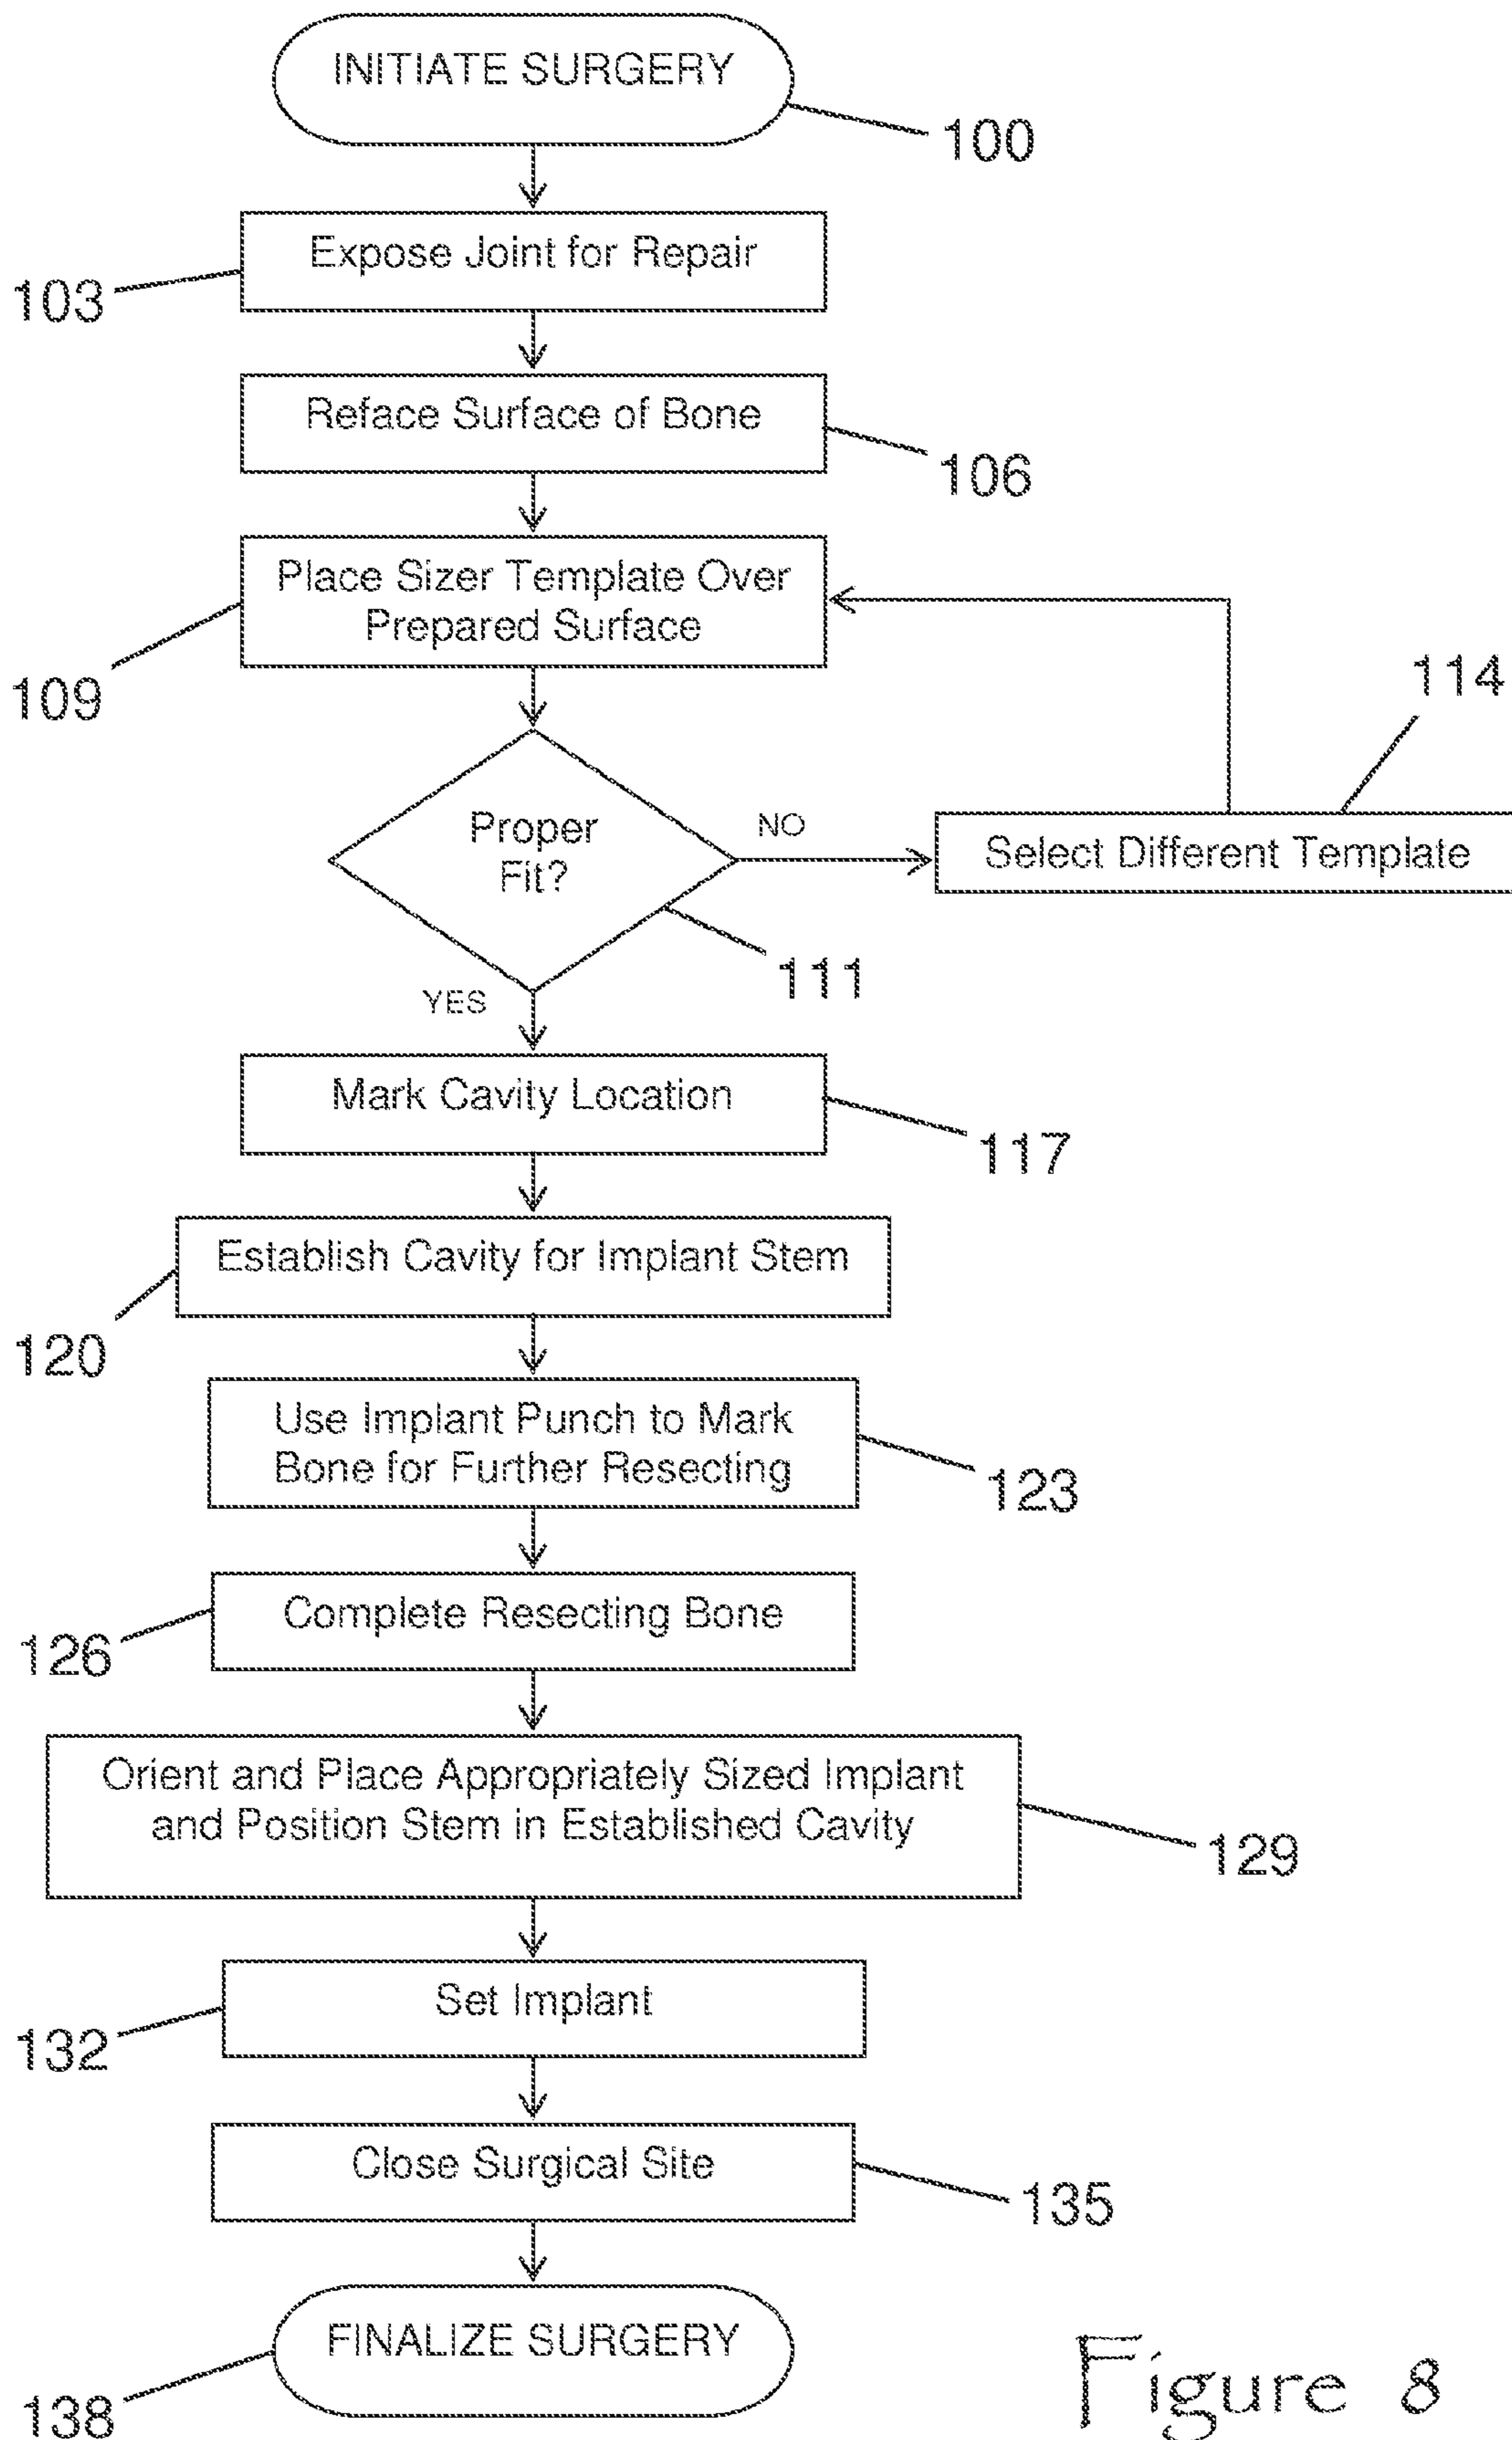 INITIATE SURGERY
100
Expose Joint for Repair
103
Reface Surface of Bone
106
Place Sizer Template Over
Prepared Surface
109
114
Proper
Fit?
NO
Select Different Template
111
YES
Mark Cavity Location
117
Establish Cavity for Implant Stem
120
Use Implant Punch to Mark
Bone for Further Resecting
123
Complete Resecting Bone
126
Orient and Place Appropriately Sized Implant
and Position Stem in Established Cavity
129
Set Implant
132
Close Surgical Site
135
FINALIZE SURGERY
138
Figure 8